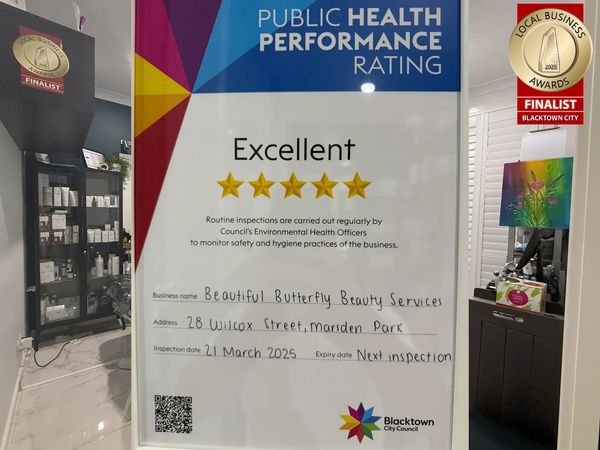 PUBLIC HEALTH
PERFORMANCE
RATING
Excellent
Routine inspections are carried out regularly by
Council's Environmental Health Officers
to monitor safety and hygiene practices of the business.
Business name Beautiful Butterfly Beauty Services
Address 28 Wilcox Street, Marsden Park
Inspection date 21 March 2025 Expiry date Next inspection
Blacktown
City Council
LOCAL BUSINESS
2025
AWARDS
FINALIST
BLACKTOWN CITY
LOCAL BUSINESS
AWARDS
FINALIST